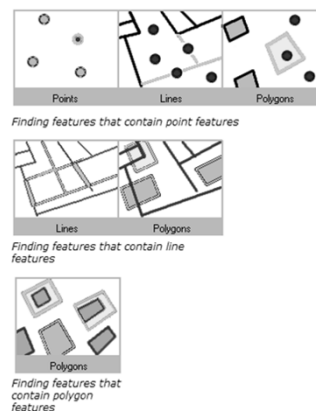 Points Lines Polygons
Finding features that contain point features
Lines Polygons
Finding features that contain line
features
Polygons
Finding features that
contain polygon
features